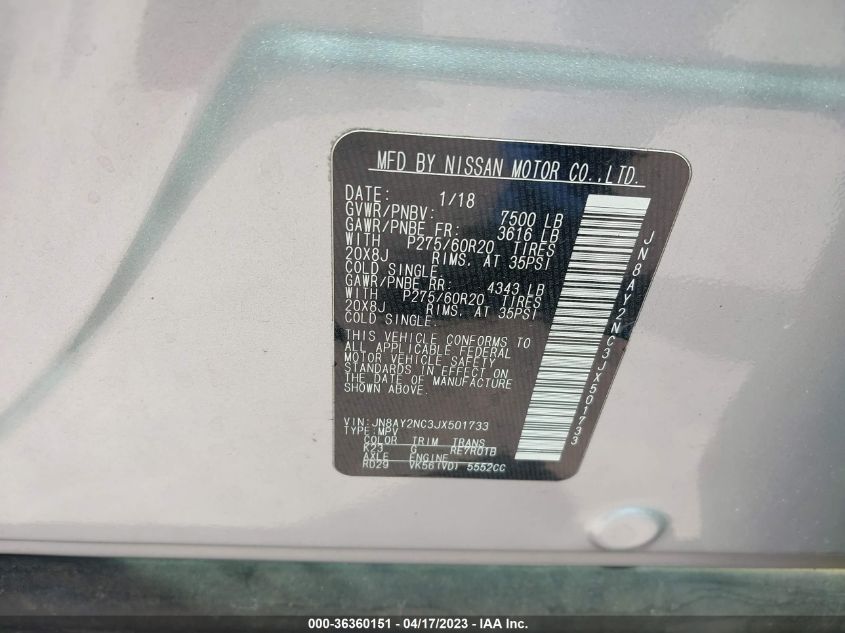 MFD BY NISSAN MOTOR CO.,LTD.
DATE: 1/18
GVWR/PNBV: 7500 LB
GAWR/PNBE FR: 3616 LB
WITH P275/60R20 TIRES
20X8J RIMS. AT 35PSI
COLD SINGLE.
GAWR/PNBE RR: 4343 LB
WITH P275/60R20 TIRES
20X8J RIMS. AT 35PSI
COLD SINGLE.
THIS VEHICLE CONFORMS TO
ALL APPLICABLE FEDERAL
MOTOR VEHICLE SAFETY
STANDARDS IN EFFECT ON
THE DATE OF MANUFACTURE
SHOWN ABOVE.
VIN:JN8AY2NC3JX501733
TYPE:MPV
COLOR TRIM TRANS
K23 G RE7R01B
AXLE ENGINE
RD29 VK56(VD) 5552CC
JN8AY2NC3JX501733
000-36360151 - 04/17/2023 - IAA Inc.